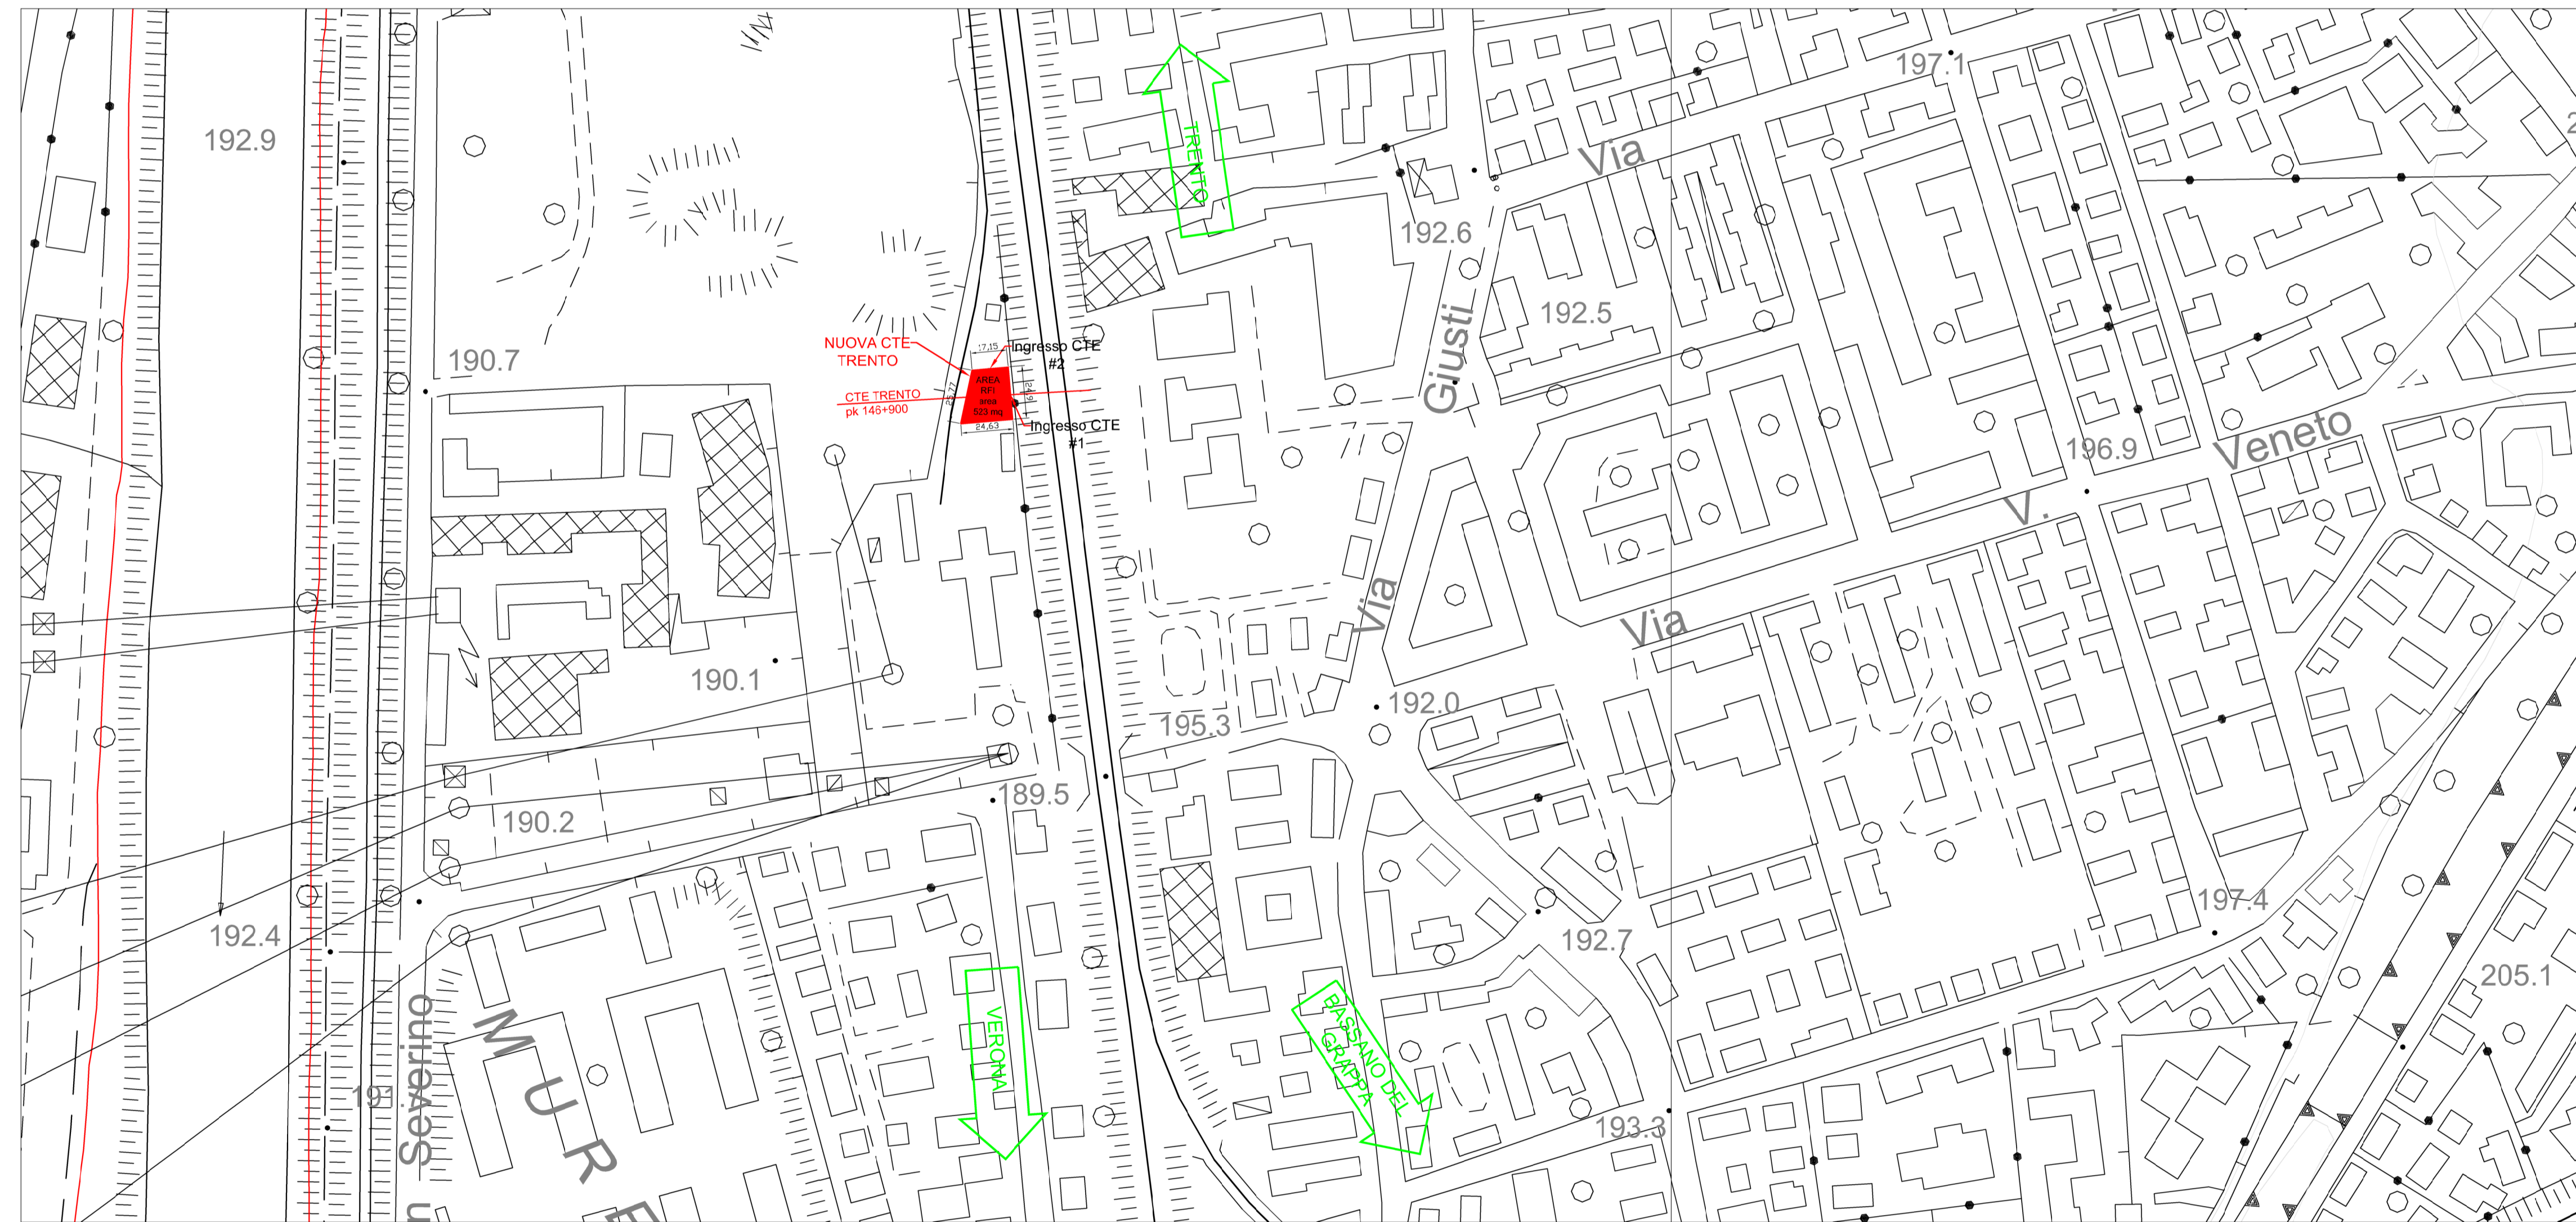 192.9
TRENTO
197.1
Via
192.6
192.5
190.7
NUOVA CTE
TRENTO
17,15
Ingresso CTE
#2
AREA
RFI
area
523 mq
CTE TRENTO
pk 146+900
24,63
Ingresso CTE
#1
Via Giusti
196.9
Via V. Veneto
190.1
192.0
195.3
189.5
190.2
192.4
192.7
197.4
205.1
VERONA
BASSANO DEL
GRAPPA
Severino
193.3